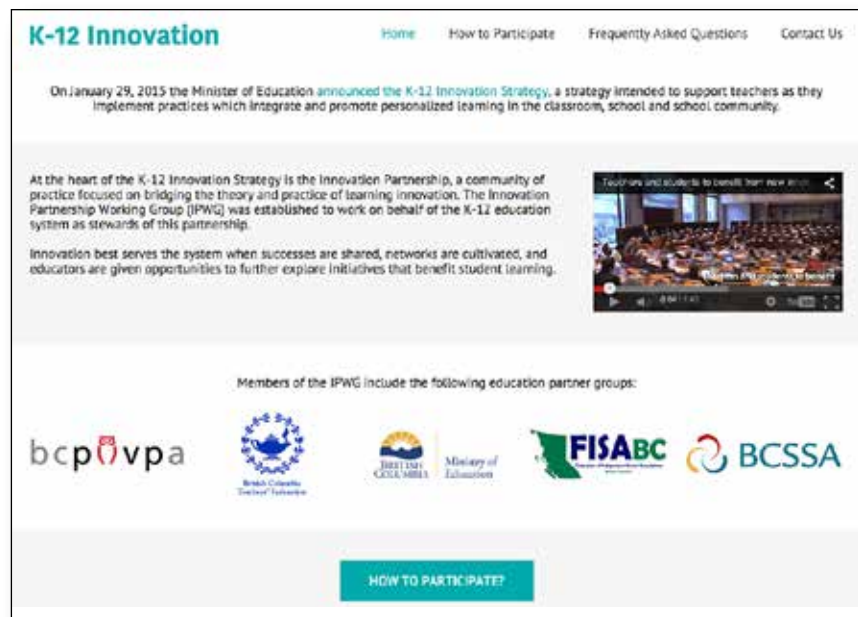 K-12 Innovation
Home How to Participate Frequently Asked Questions Contact Us
On January 29, 2015 the Minister of Education announced the K-12 Innovation Strategy, a strategy intended to support teachers as they
implement practices which integrate and promote personalized learning in the classroom, school and school community.
At the heart of the K-12 Innovation Strategy is the Innovation Partnership, a community of
practice focused on bridging the theory and practice of learning innovation. The Innovation
Partnership Working Group (IPWG) was established to work on behalf of the K-12 education
system as stewards of this partnership.
Innovation best serves the system when successes are shared, networks are cultivated, and
educators are given opportunities to further explore initiatives that benefit student learning.
Teachers and students to benefit from new
Members of the IPWG include the following education partner groups:
bcpvpa
British Columbia
Teachers' Federation
BRITISH
COLUMBIA
Ministry of
Education
FISABC
BCSSA
HOW TO PARTICIPATE?